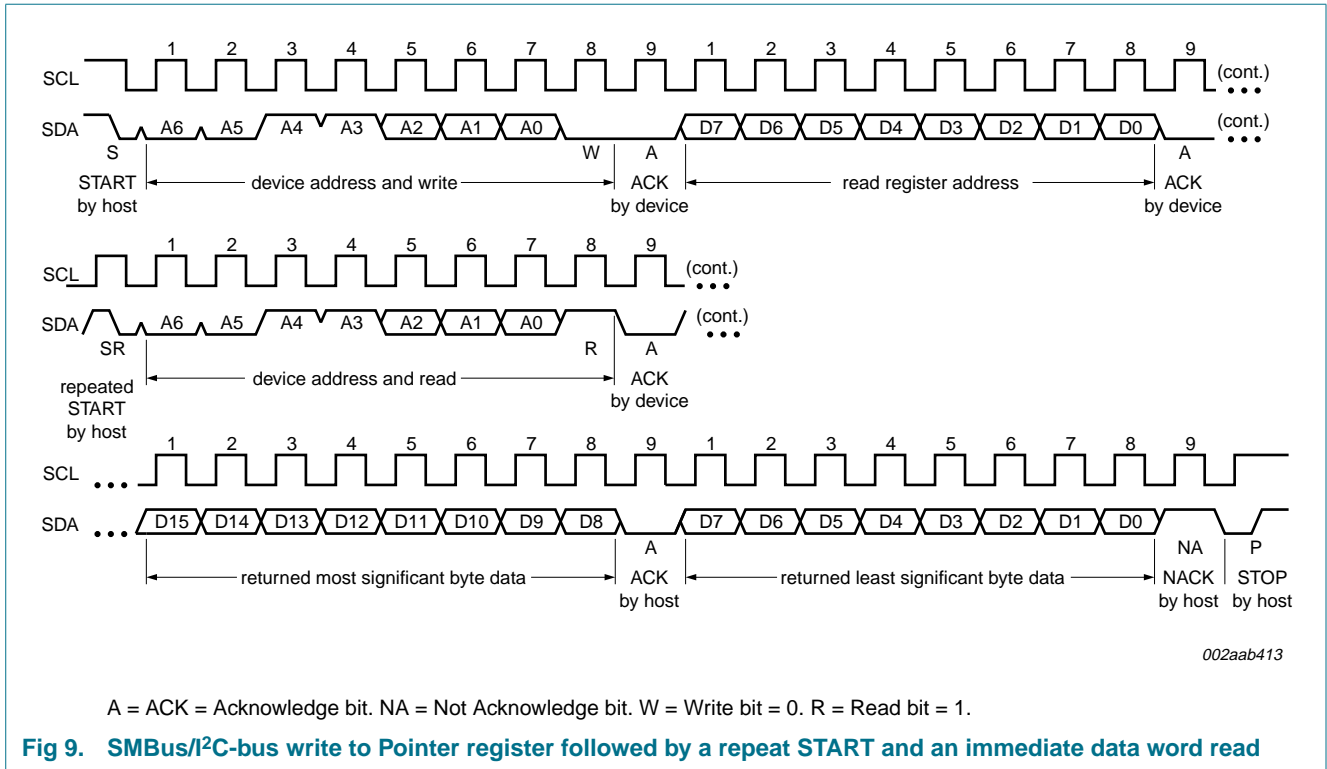 1 2 3 4 5 6 7 8 9 1 2 3 4 5 6 7 8 9
SCL (cont.)
SDA A6 A5 A4 A3 A2 A1 A0 D7 D6 D5 D4 D3 D2 D1 D0 (cont.)
S W A A
START by host
device address and write
ACK by device
read register address
ACK by device
1 2 3 4 5 6 7 8 9
SCL (cont.)
SDA A6 A5 A4 A3 A2 A1 A0 (cont.)
SR R A
repeated START by host
device address and read
ACK by device
1 2 3 4 5 6 7 8 9 1 2 3 4 5 6 7 8 9
SCL
SDA D15 D14 D13 D12 D11 D10 D9 D8 D7 D6 D5 D4 D3 D2 D1 D0
A NA P
returned most significant byte data
ACK by host
returned least significant byte data
NACK by host
STOP by host
002aab413
A = ACK = Acknowledge bit. NA = Not Acknowledge bit. W = Write bit = 0. R = Read bit = 1.
Fig 9. SMBus/I²C-bus write to Pointer register followed by a repeat START and an immediate data word read